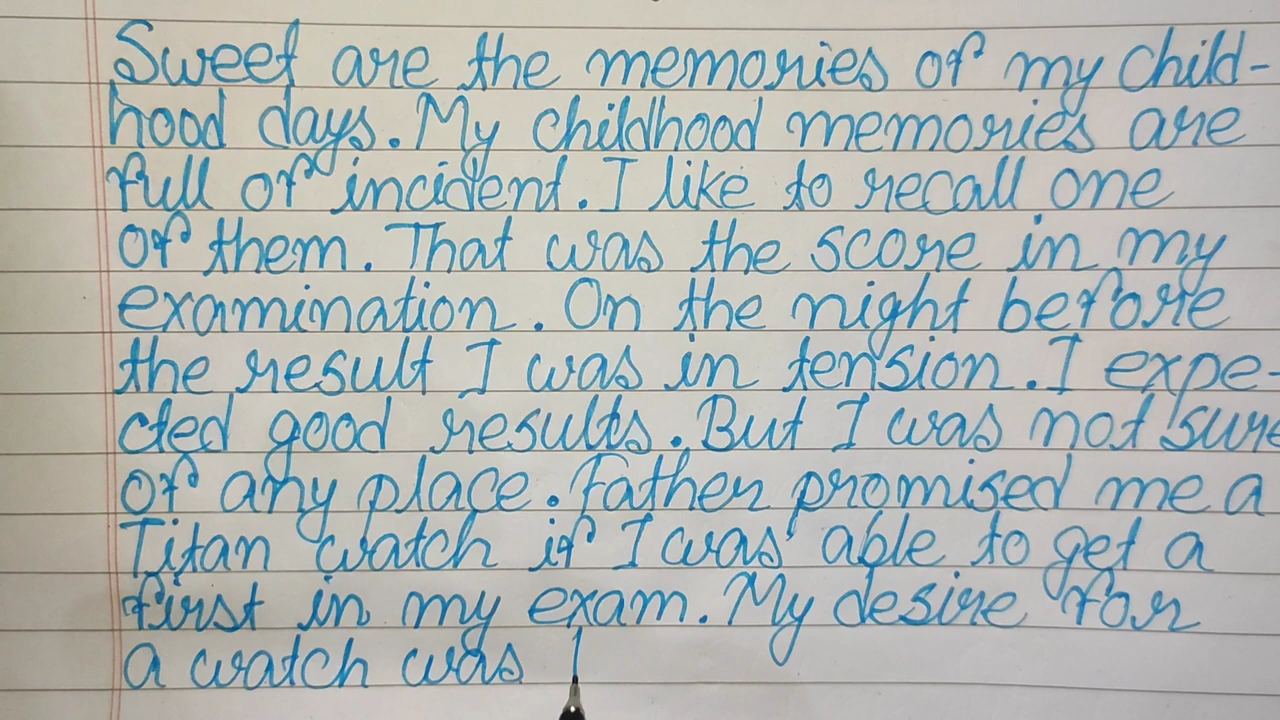 Sweet are the memories of my child-
hood days. My childhood memories are
full of incident. I like to recall one
of them. That was the score in my
examination. On the night before
the result I was in tension. I expe-
cted good results. But I was not sure
of any place. Father promised me a
Titan watch if I was able to get a
first in my exam. My desire for
a watch was